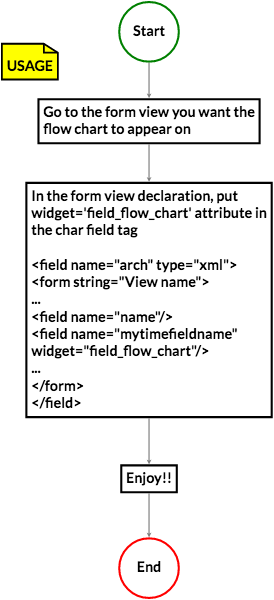 Start
USAGE
Go to the form view you want the
flow chart to appear on
In the form view declaration, put
widget='field_flow_chart' attribute in
the char field tag
<field name="arch" type="xml">
<form string="View name">
...
<field name="name"/>
<field name="mytimefieldname"
widget="field_flow_chart"/>
...
</form>
</field>
Enjoy!!
End